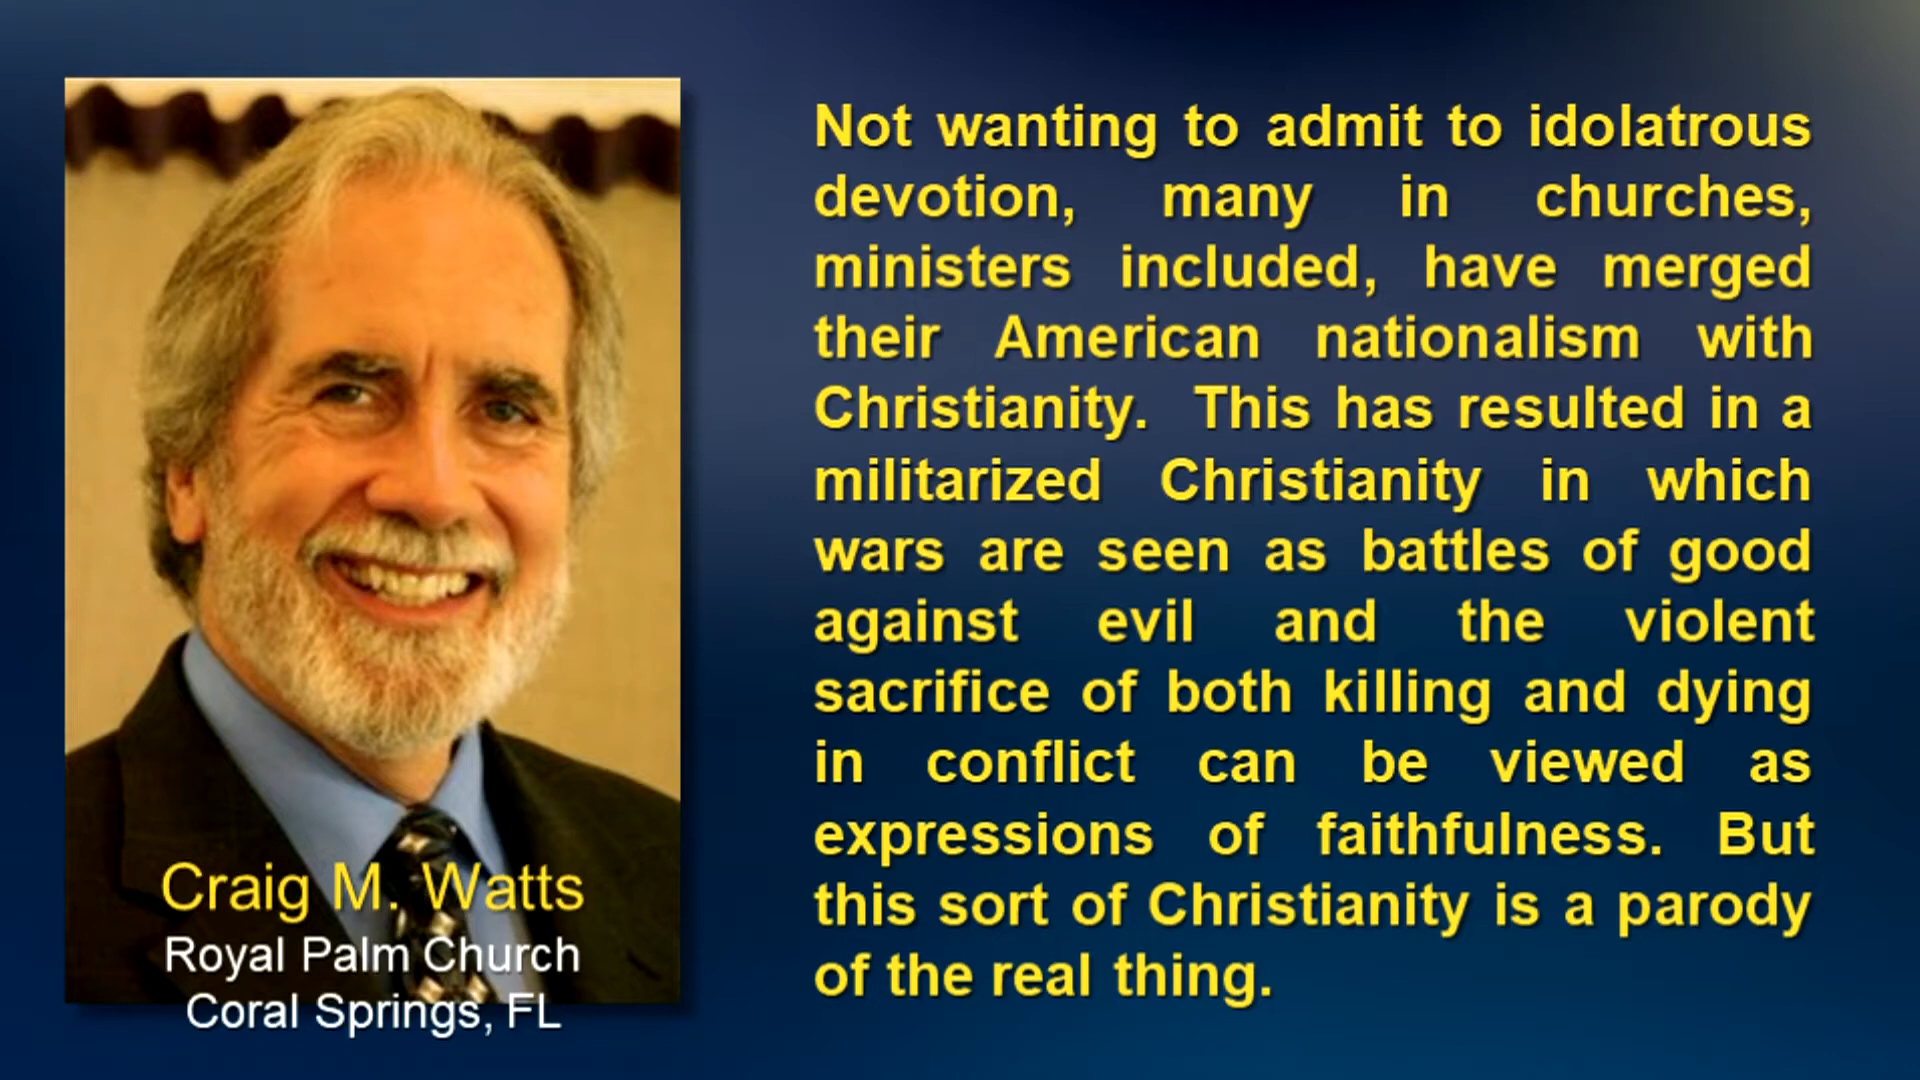 Not wanting to admit to idolatrous
devotion, many in churches,
ministers included, have merged
their American nationalism with
Christianity. This has resulted in a
militarized Christianity in which
wars are seen as battles of good
against evil and the violent
sacrifice of both killing and dying
in conflict can be viewed as
expressions of faithfulness. But
this sort of Christianity is a parody
of the real thing.
Craig M. Watts
Royal Palm Church
Coral Springs, FL